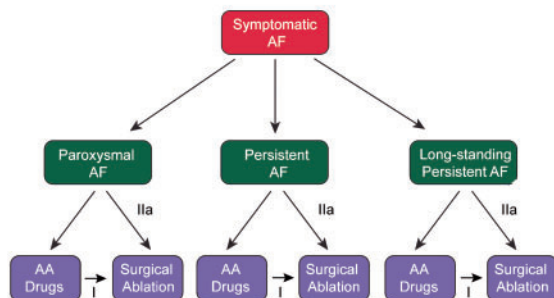 Symptomatic
AF
Paroxysmal
AF
Persistent
AF
Long-standing
Persistent AF
IIa
IIa
IIa
AA
Drugs
I
Surgical
Ablation
AA
Drugs
I
Surgical
Ablation
AA
Drugs
I
Surgical
Ablation